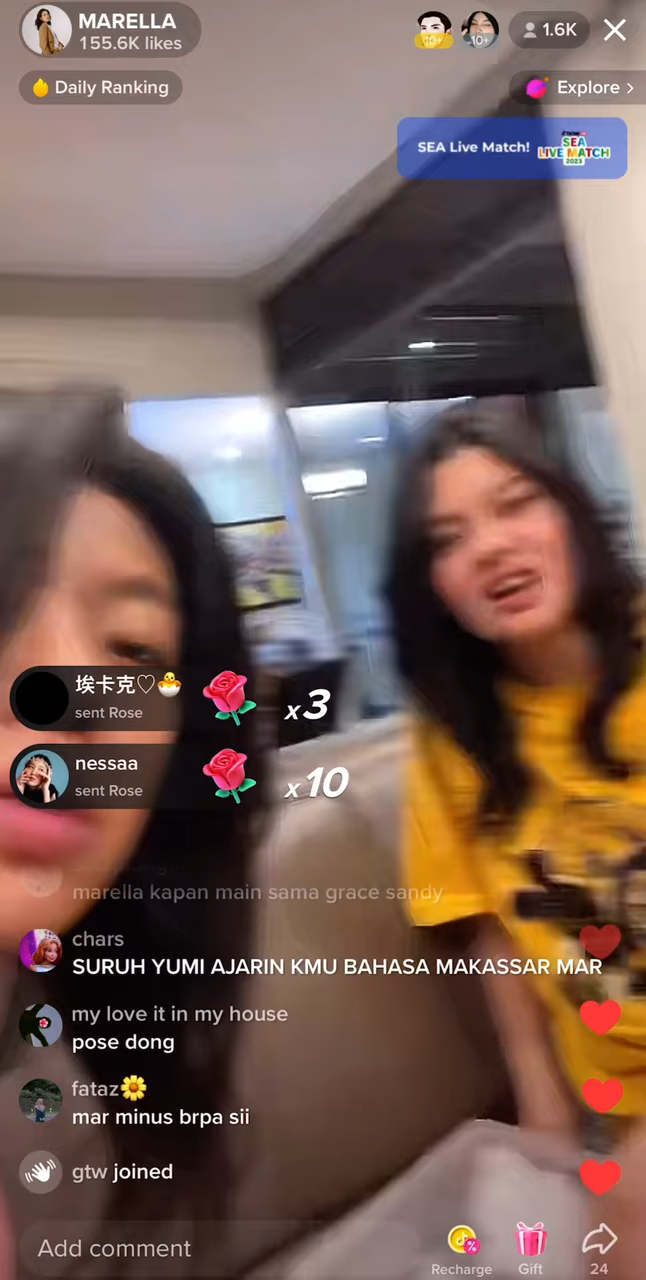 MARELLA
155.6K likes
10+
10+
1.6K
Daily Ranking
Explore >
SEA Live Match!
SEA
LIVE MATCH
2023
埃卡克♡🐣
sent Rose
x3
nessaa
sent Rose
x10
marella kapan main sama grace sandy
chars
SURUH YUMI AJARIN KMU BAHASA MAKASSAR MAR
my love it in my house
pose dong
fataz🌼
mar minus brpa sii
gtw joined
Add comment
Recharge
Gift
24